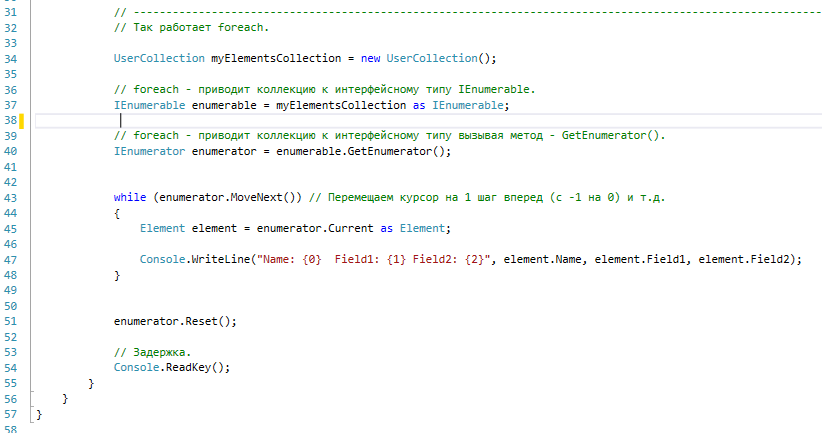 31 // ----------------------------------------------------------------------------------------------------------
32 // Так работает foreach.
33
34 UserCollection myElementsCollection = new UserCollection();
35
36 // foreach - приводит коллекцию к интерфейсному типу IEnumerable.
37 IEnumerable enumerable = myElementsCollection as IEnumerable;
38
39 // foreach - приводит коллекцию к интерфейсному типу вызывая метод - GetEnumerator().
40 IEnumerator enumerator = enumerable.GetEnumerator();
41
42
43 while (enumerator.MoveNext()) // Перемещаем курсор на 1 шаг вперед (с -1 на 0) и т.д.
44 {
45 Element element = enumerator.Current as Element;
46
47 Console.WriteLine("Name: {0}  Field1: {1} Field2: {2}", element.Name, element.Field1, element.Field2);
48 }
49
50
51 enumerator.Reset();
52
53 // Задержка.
54 Console.ReadKey();
55 }
56 }
57 }
58